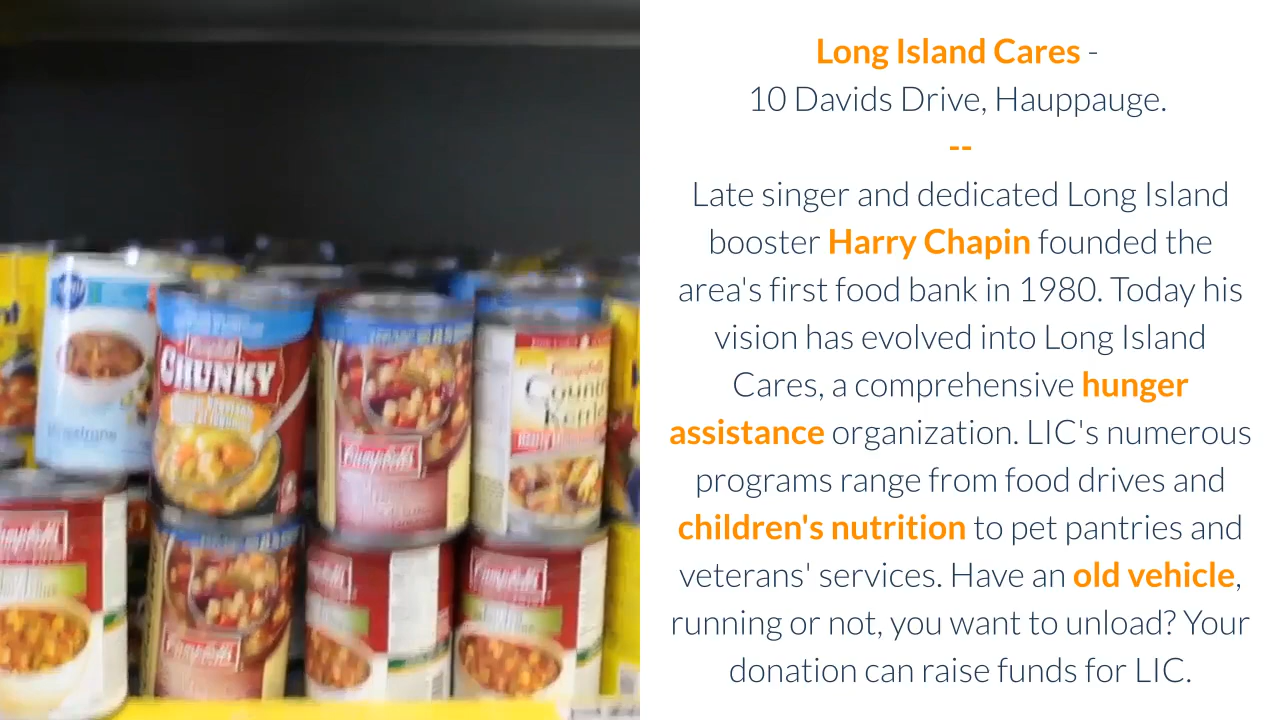 CHUNKY
Campbell's
Long Island Cares -
10 Davids Drive, Hauppauge.
--
Late singer and dedicated Long Island
booster Harry Chapin founded the
area's first food bank in 1980. Today his
vision has evolved into Long Island
Cares, a comprehensive hunger
assistance organization. LIC's numerous
programs range from food drives and
children's nutrition to pet pantries and
veterans' services. Have an old vehicle,
running or not, you want to unload? Your
donation can raise funds for LIC.